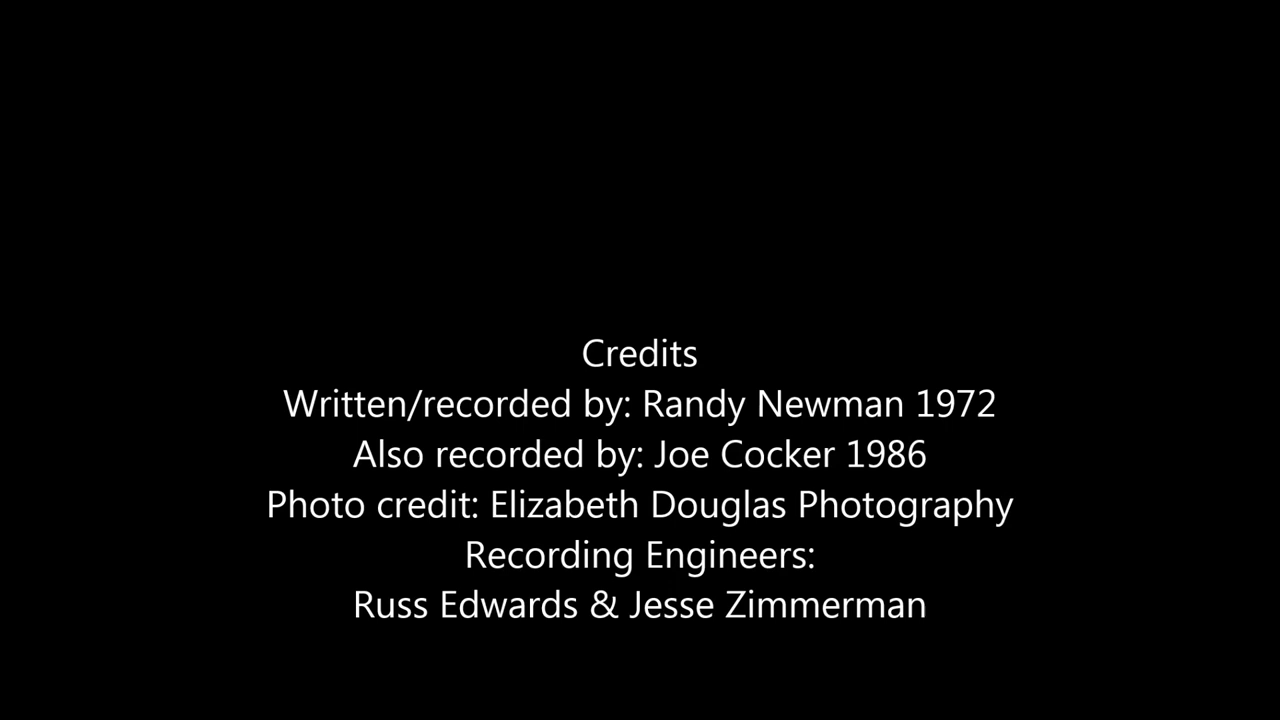 Credits
Written/recorded by: Randy Newman 1972
Also recorded by: Joe Cocker 1986
Photo credit: Elizabeth Douglas Photography
Recording Engineers:
Russ Edwards & Jesse Zimmerman